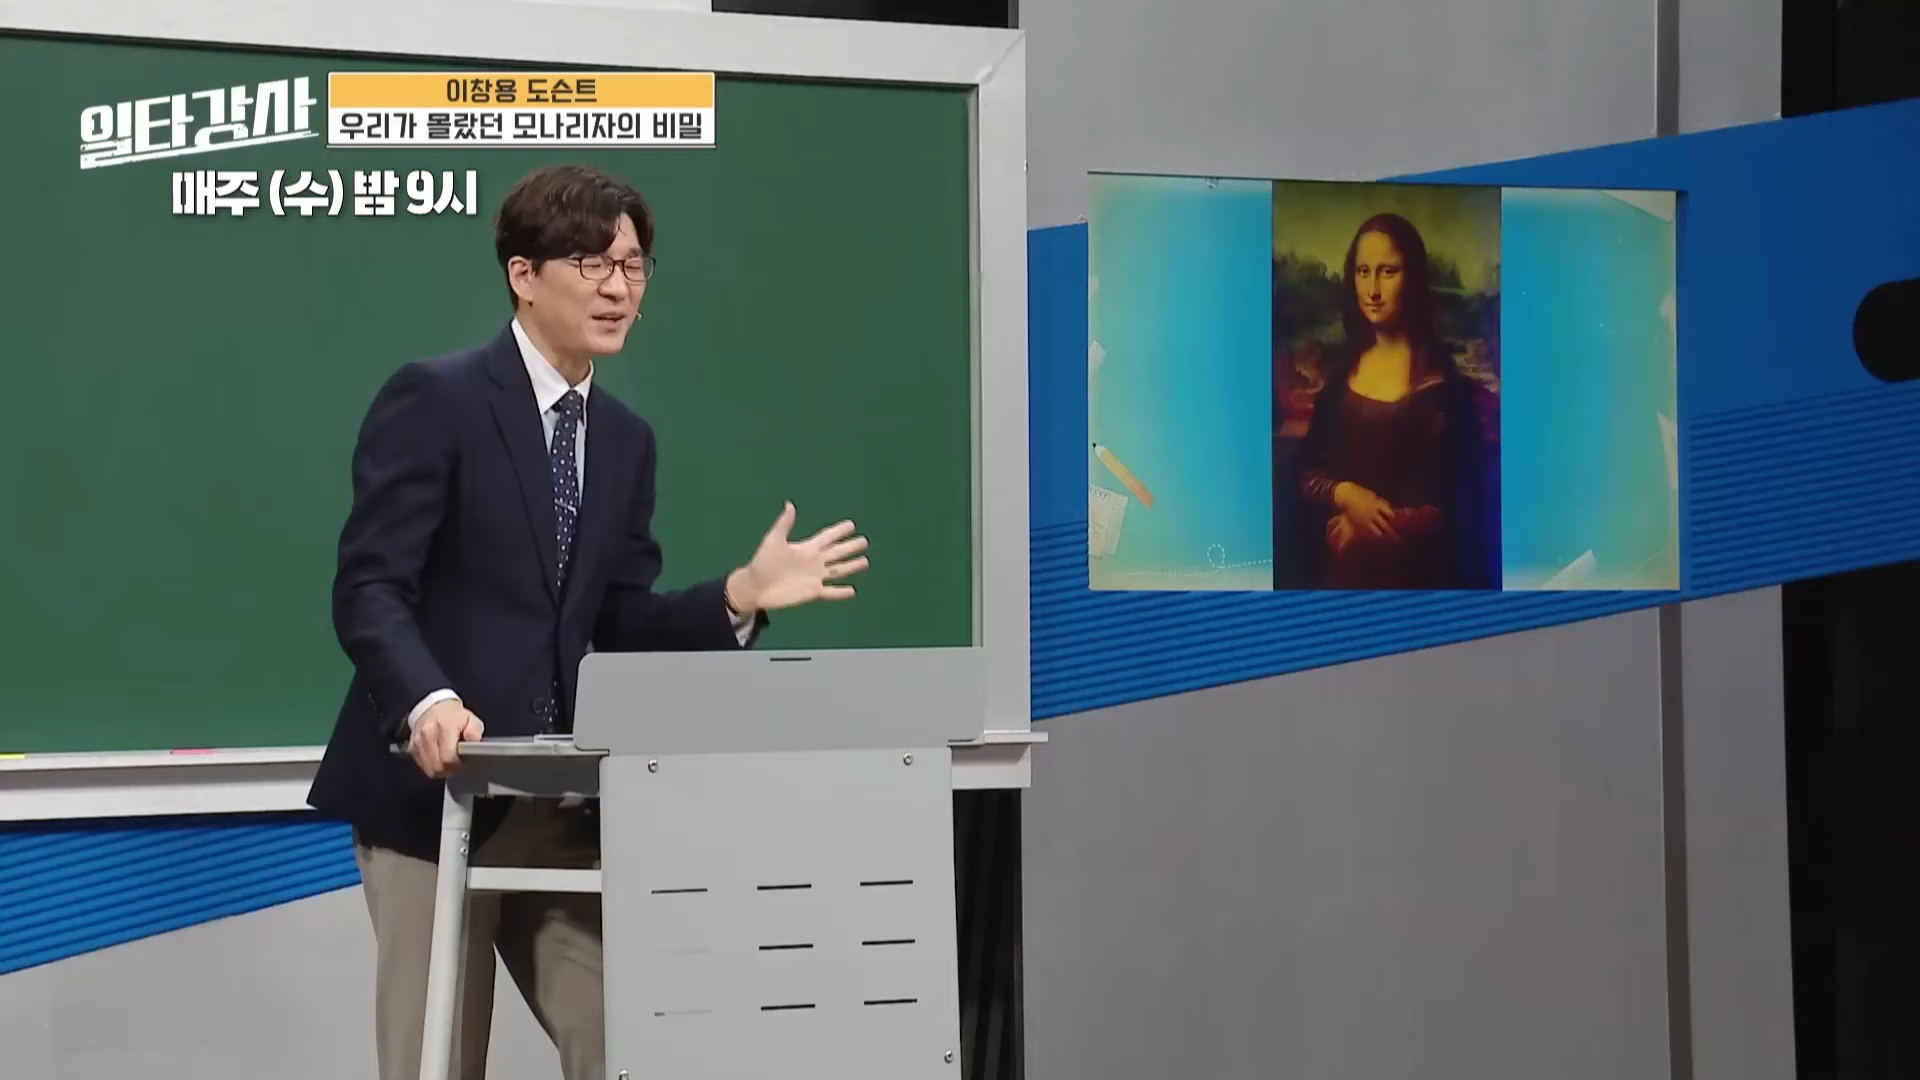 일타강사
이창용 도슨트
우리가 몰랐던 모나리자의 비밀
매주 (수) 밤 9시